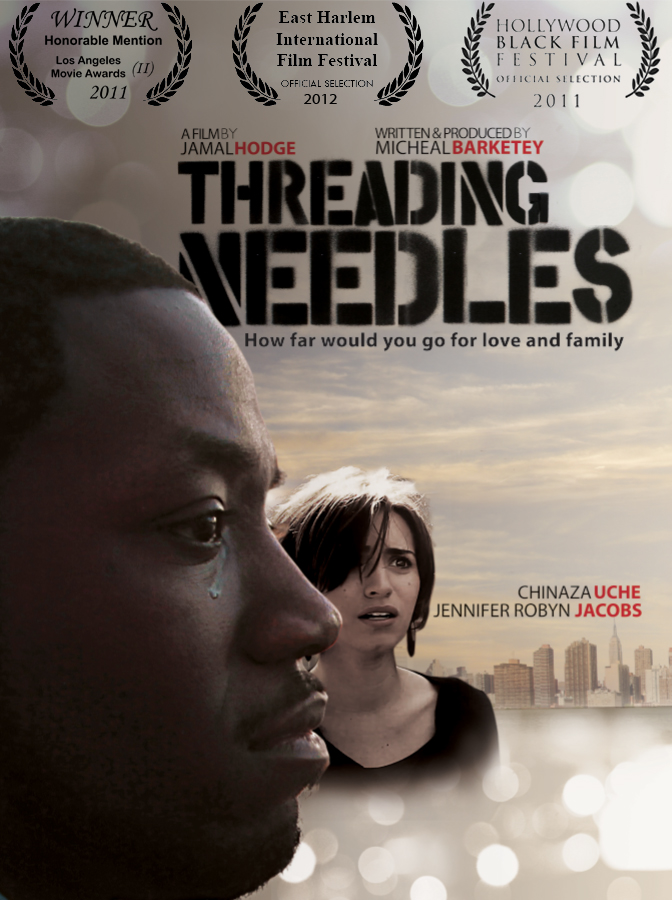 WINNER
Honorable Mention
Los Angeles
Movie Awards (II)
2011
East Harlem
International
Film Festival
OFFICIAL SELECTION
2012
HOLLYWOOD
BLACK FILM
FESTIVAL
OFFICIAL SELECTION
2011
A FILM BY
JAMAL HODGE
WRITTEN & PRODUCED BY
MICHEAL BARKETEY
THREADING
NEEDLES
How far would you go for love and family
CHINAZA UCHE
JENNIFER ROBYN JACOBS